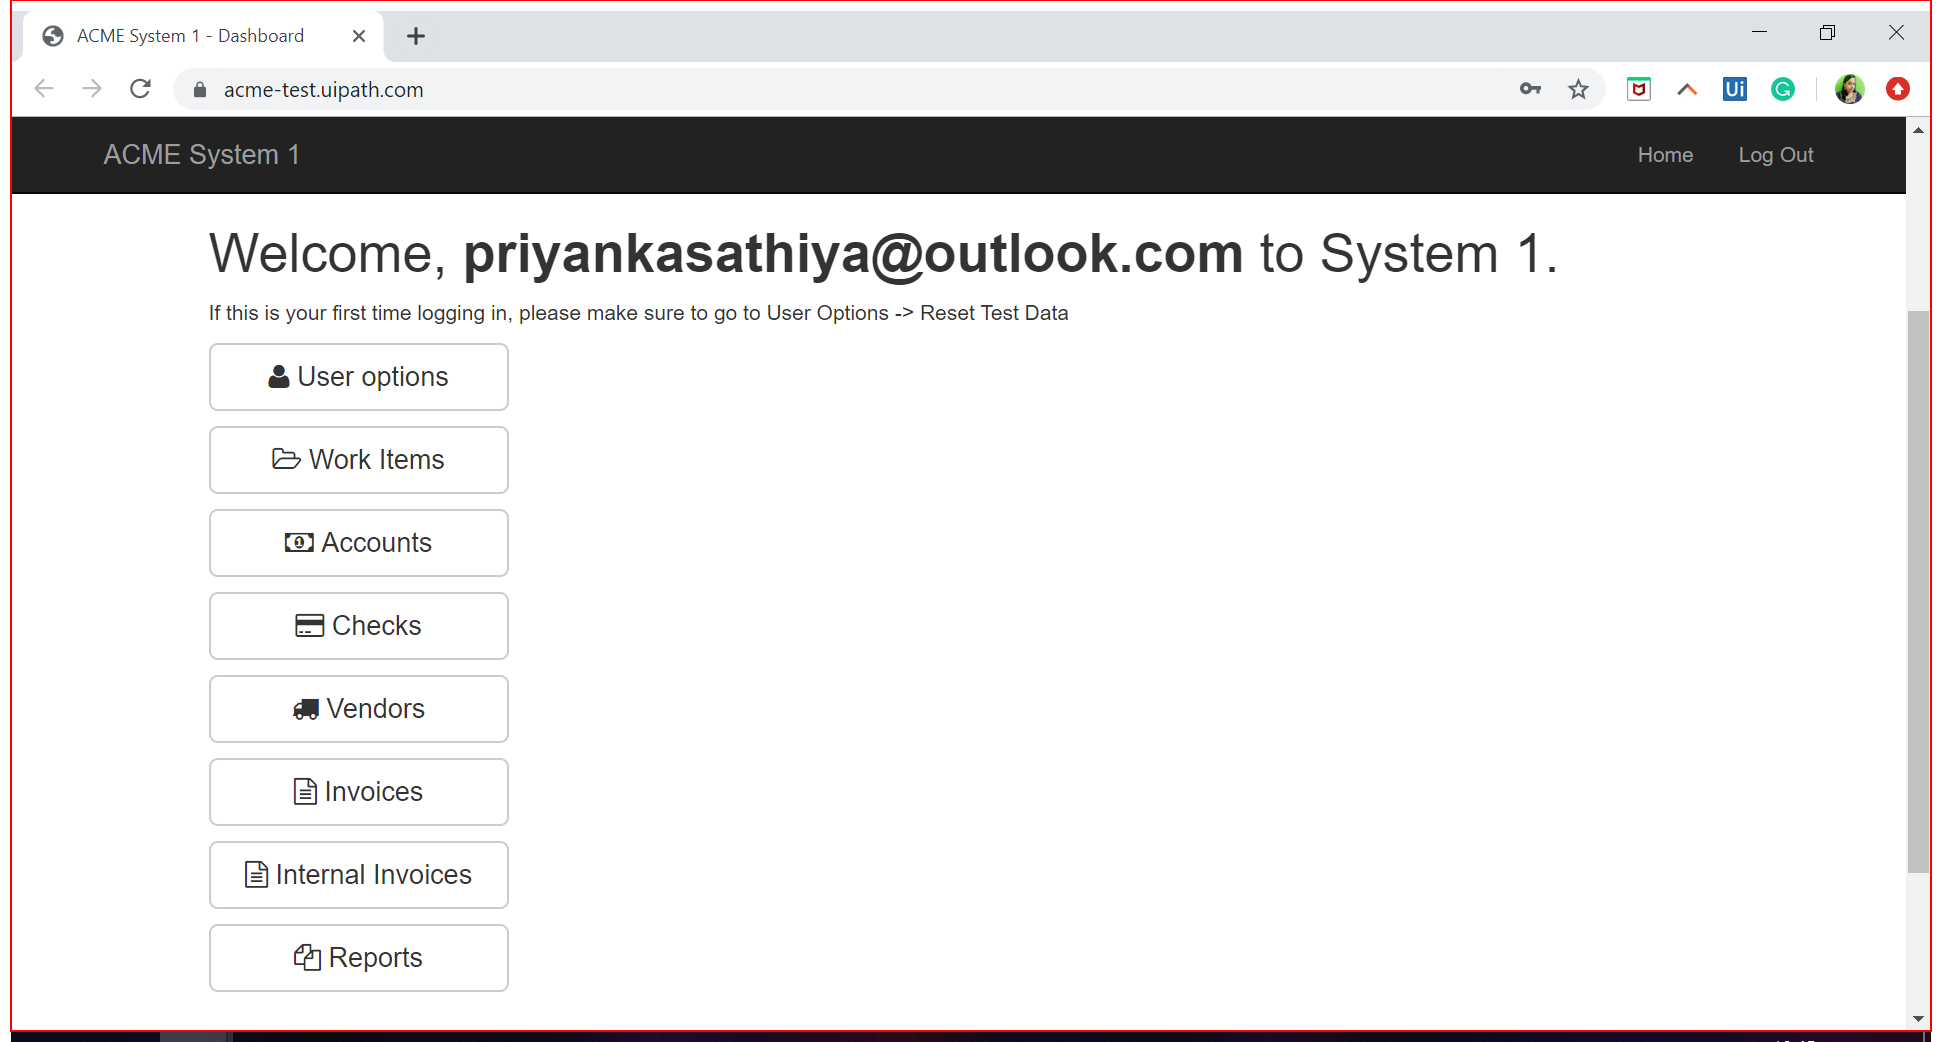 ACME System 1 - Dashboard
acme-test.uipath.com
Ui
G
ACME System 1
Home
Log Out
Welcome, priyankasathiya@outlook.com to System 1.
If this is your first time logging in, please make sure to go to User Options -> Reset Test Data
User options
Work Items
Accounts
Checks
Vendors
Invoices
Internal Invoices
Reports